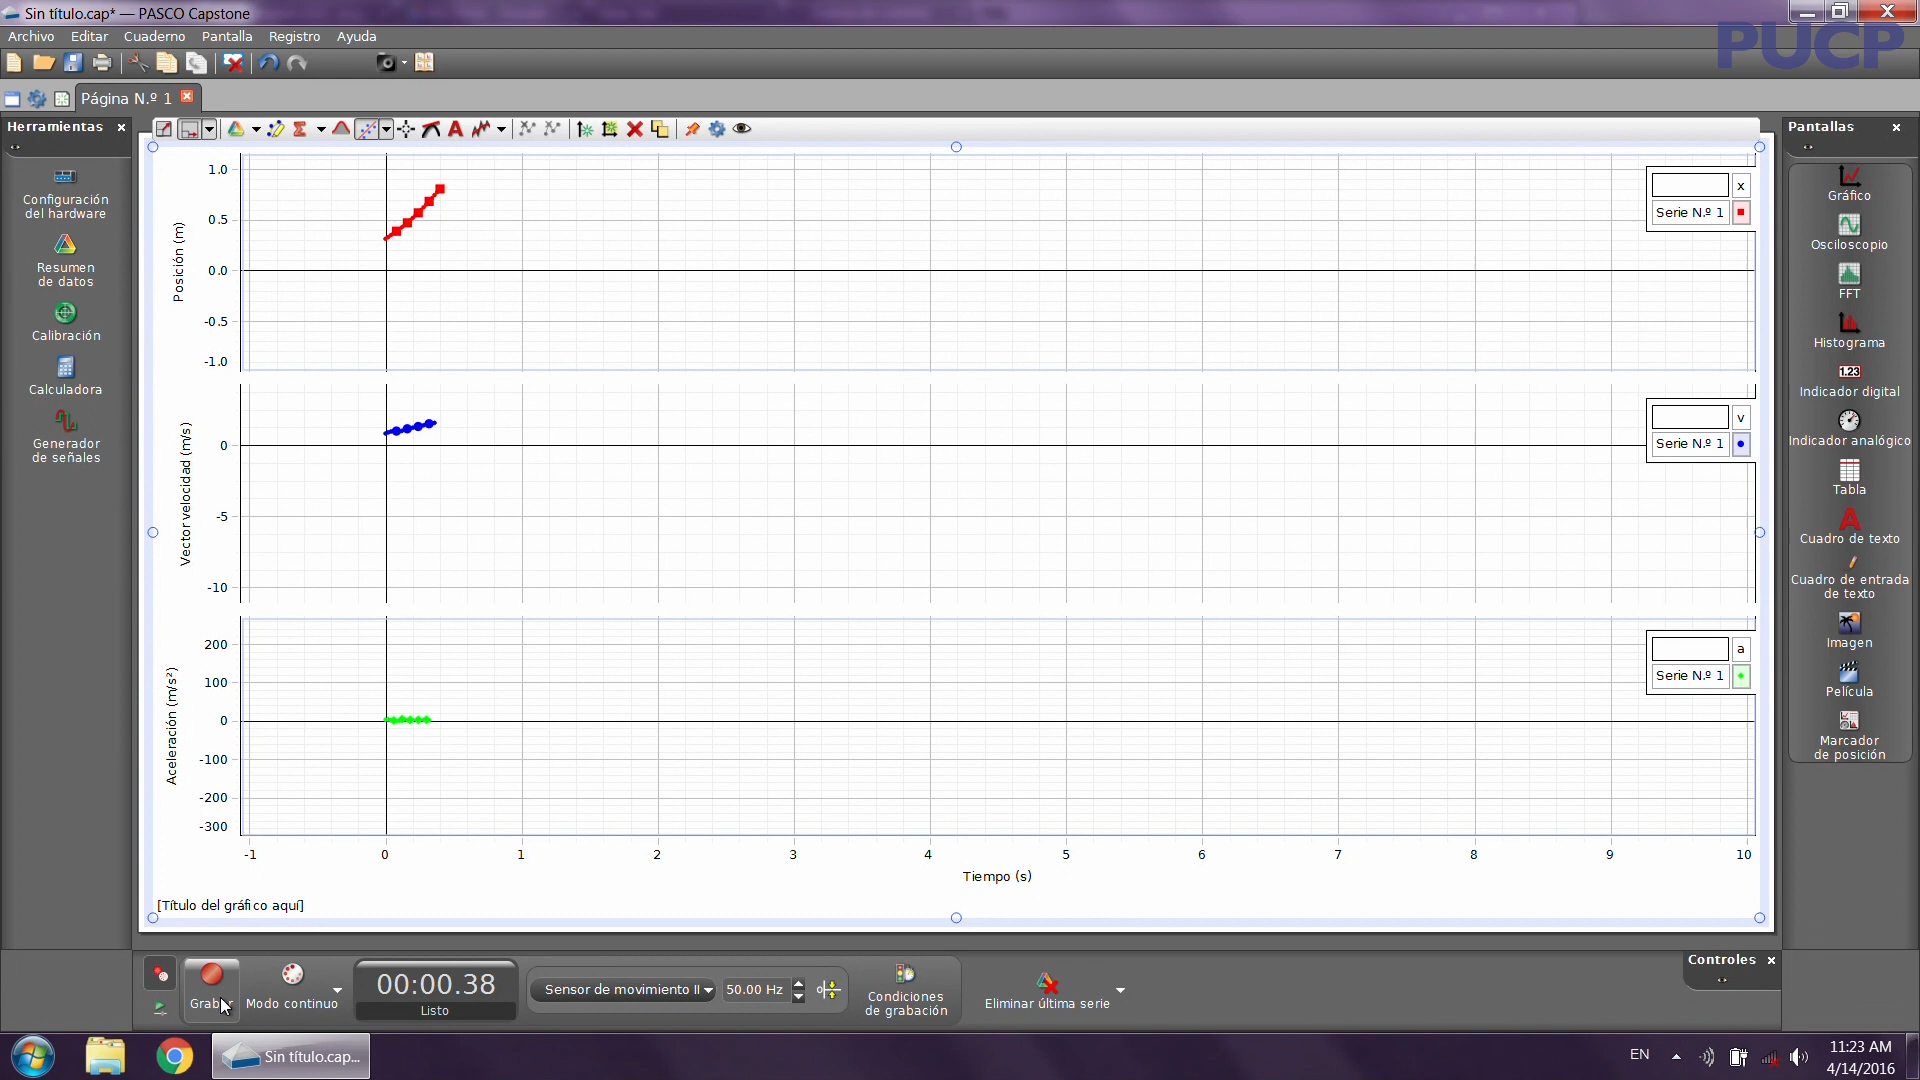 Sin título.cap* — PASCO Capstone
Archivo Editar Cuaderno Pantalla Registro Ayuda
PUCP
Página N.º 1
Herramientas
Configuración
del hardware
Resumen
de datos
Calibración
Calculadora
Generador
de señales
Posición (m)
1.0
0.5
0.0
-0.5
-1.0
x
Serie N.º 1
Vector velocidad (m/s)
0
-5
-10
v
Serie N.º 1
Aceleración (m/s²)
200
100
0
-100
-200
-300
a
Serie N.º 1
-1 0 1 2 3 4 5 6 7 8 9 10
Tiempo (s)
[Título del gráfico aquí]
Pantallas
Gráfico
Osciloscopio
FFT
Histograma
1.23
Indicador digital
Indicador analógico
Tabla
Cuadro de texto
Cuadro de entrada
de texto
Imagen
Película
Marcador
de posición
Grabar
Modo continuo
00:00.38
Listo
Sensor de movimiento II
50.00 Hz
Condiciones
de grabación
Eliminar última serie
Controles
Sin título.cap...
EN
11:23 AM
4/14/2016